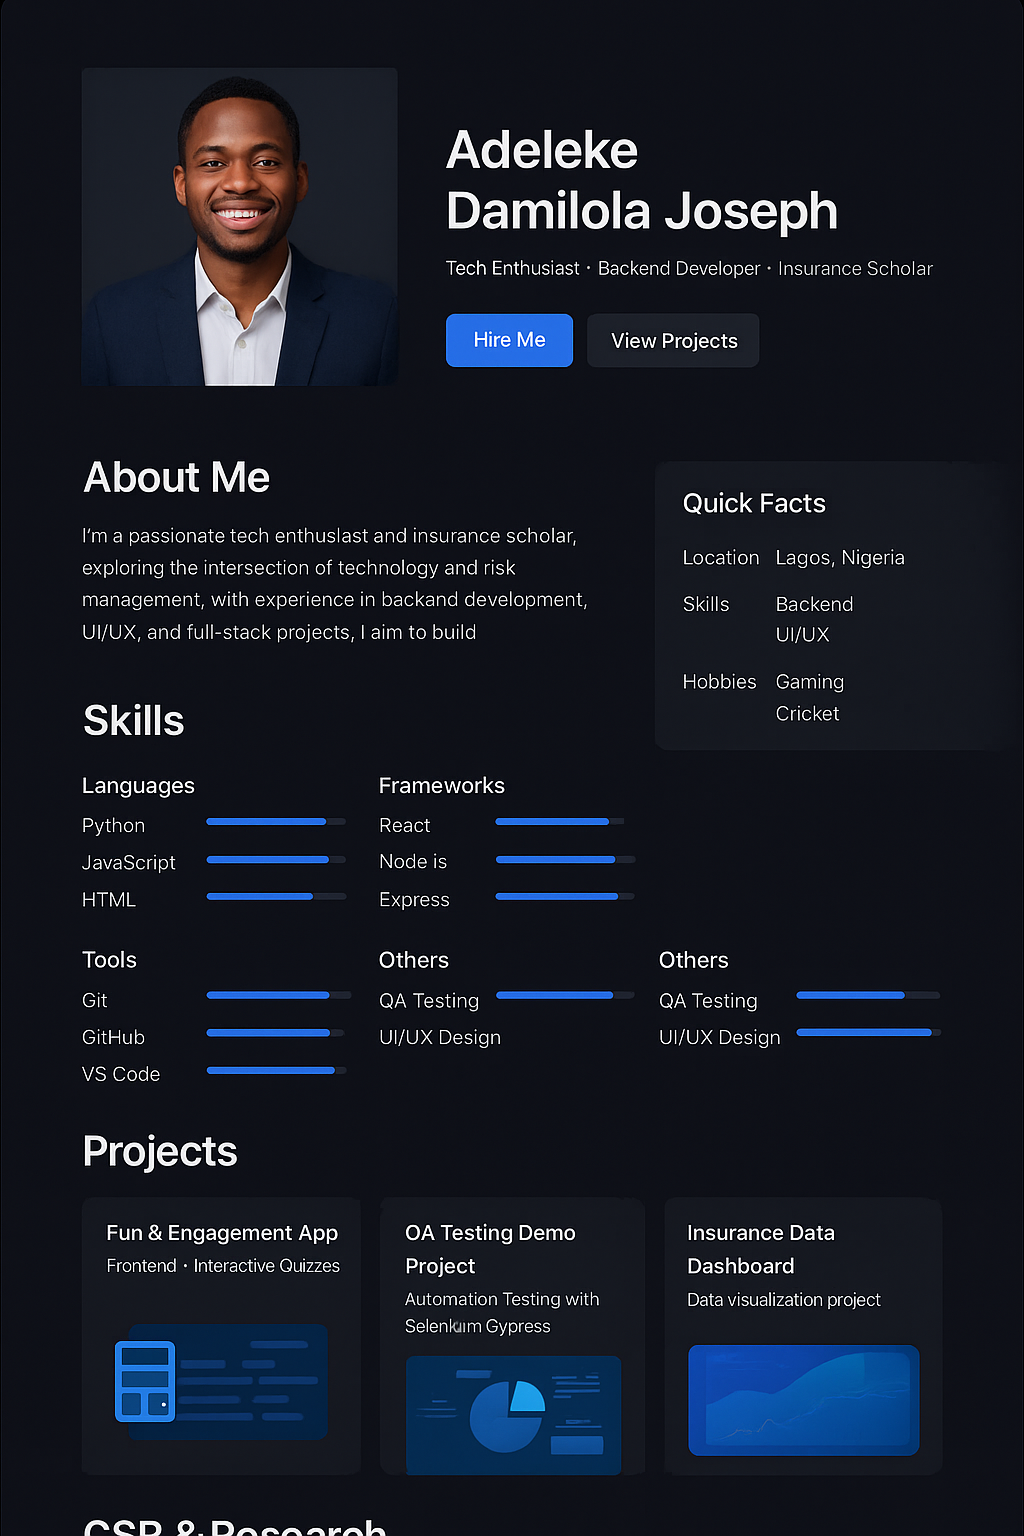 Adeleke
Damilola Joseph
Tech Enthusiast · Backend Developer · Insurance Scholar
Hire Me
View Projects
About Me
I'm a passionate tech enthuslast and insurance scholar,
exploring the intersection of technology and risk
management, with experience in backand development,
UI/UX, and full-stack projects, I aim to build
Quick Facts
Location Lagos, Nigeria
Skills Backend
UI/UX
Hobbies Gaming
Cricket
Skills
Languages
Python
JavaScript
HTML
Frameworks
React
Node is
Express
Tools
Git
GitHub
VS Code
Others
QA Testing
UI/UX Design
Others
QA Testing
UI/UX Design
Projects
Fun & Engagement App
Frontend · Interactive Quizzes
OA Testing Demo
Project
Automation Testing with
Gypress
Insurance Data
Dashboard
Data visualization project
CSR & Research